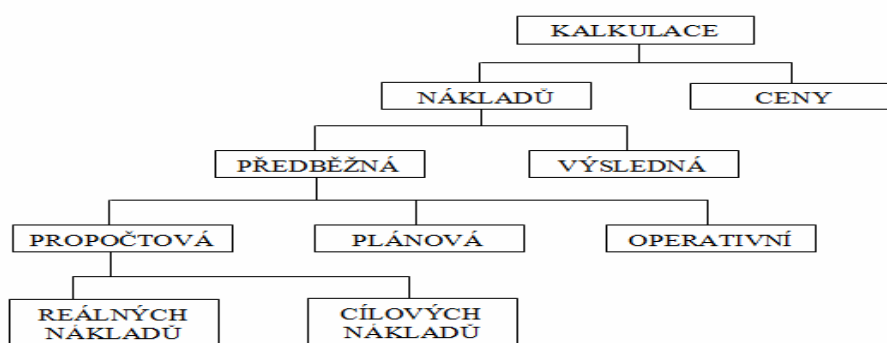 KALKULACE
NÁKLADŮ
CENY
PŘEDBĚŽNÁ
VÝSLEDNÁ
PROPOČTOVÁ
PLÁNOVÁ
OPERATIVNÍ
REÁLNÝCH
NÁKLADŮ
CÍLOVÝCH
NÁKLADŮ